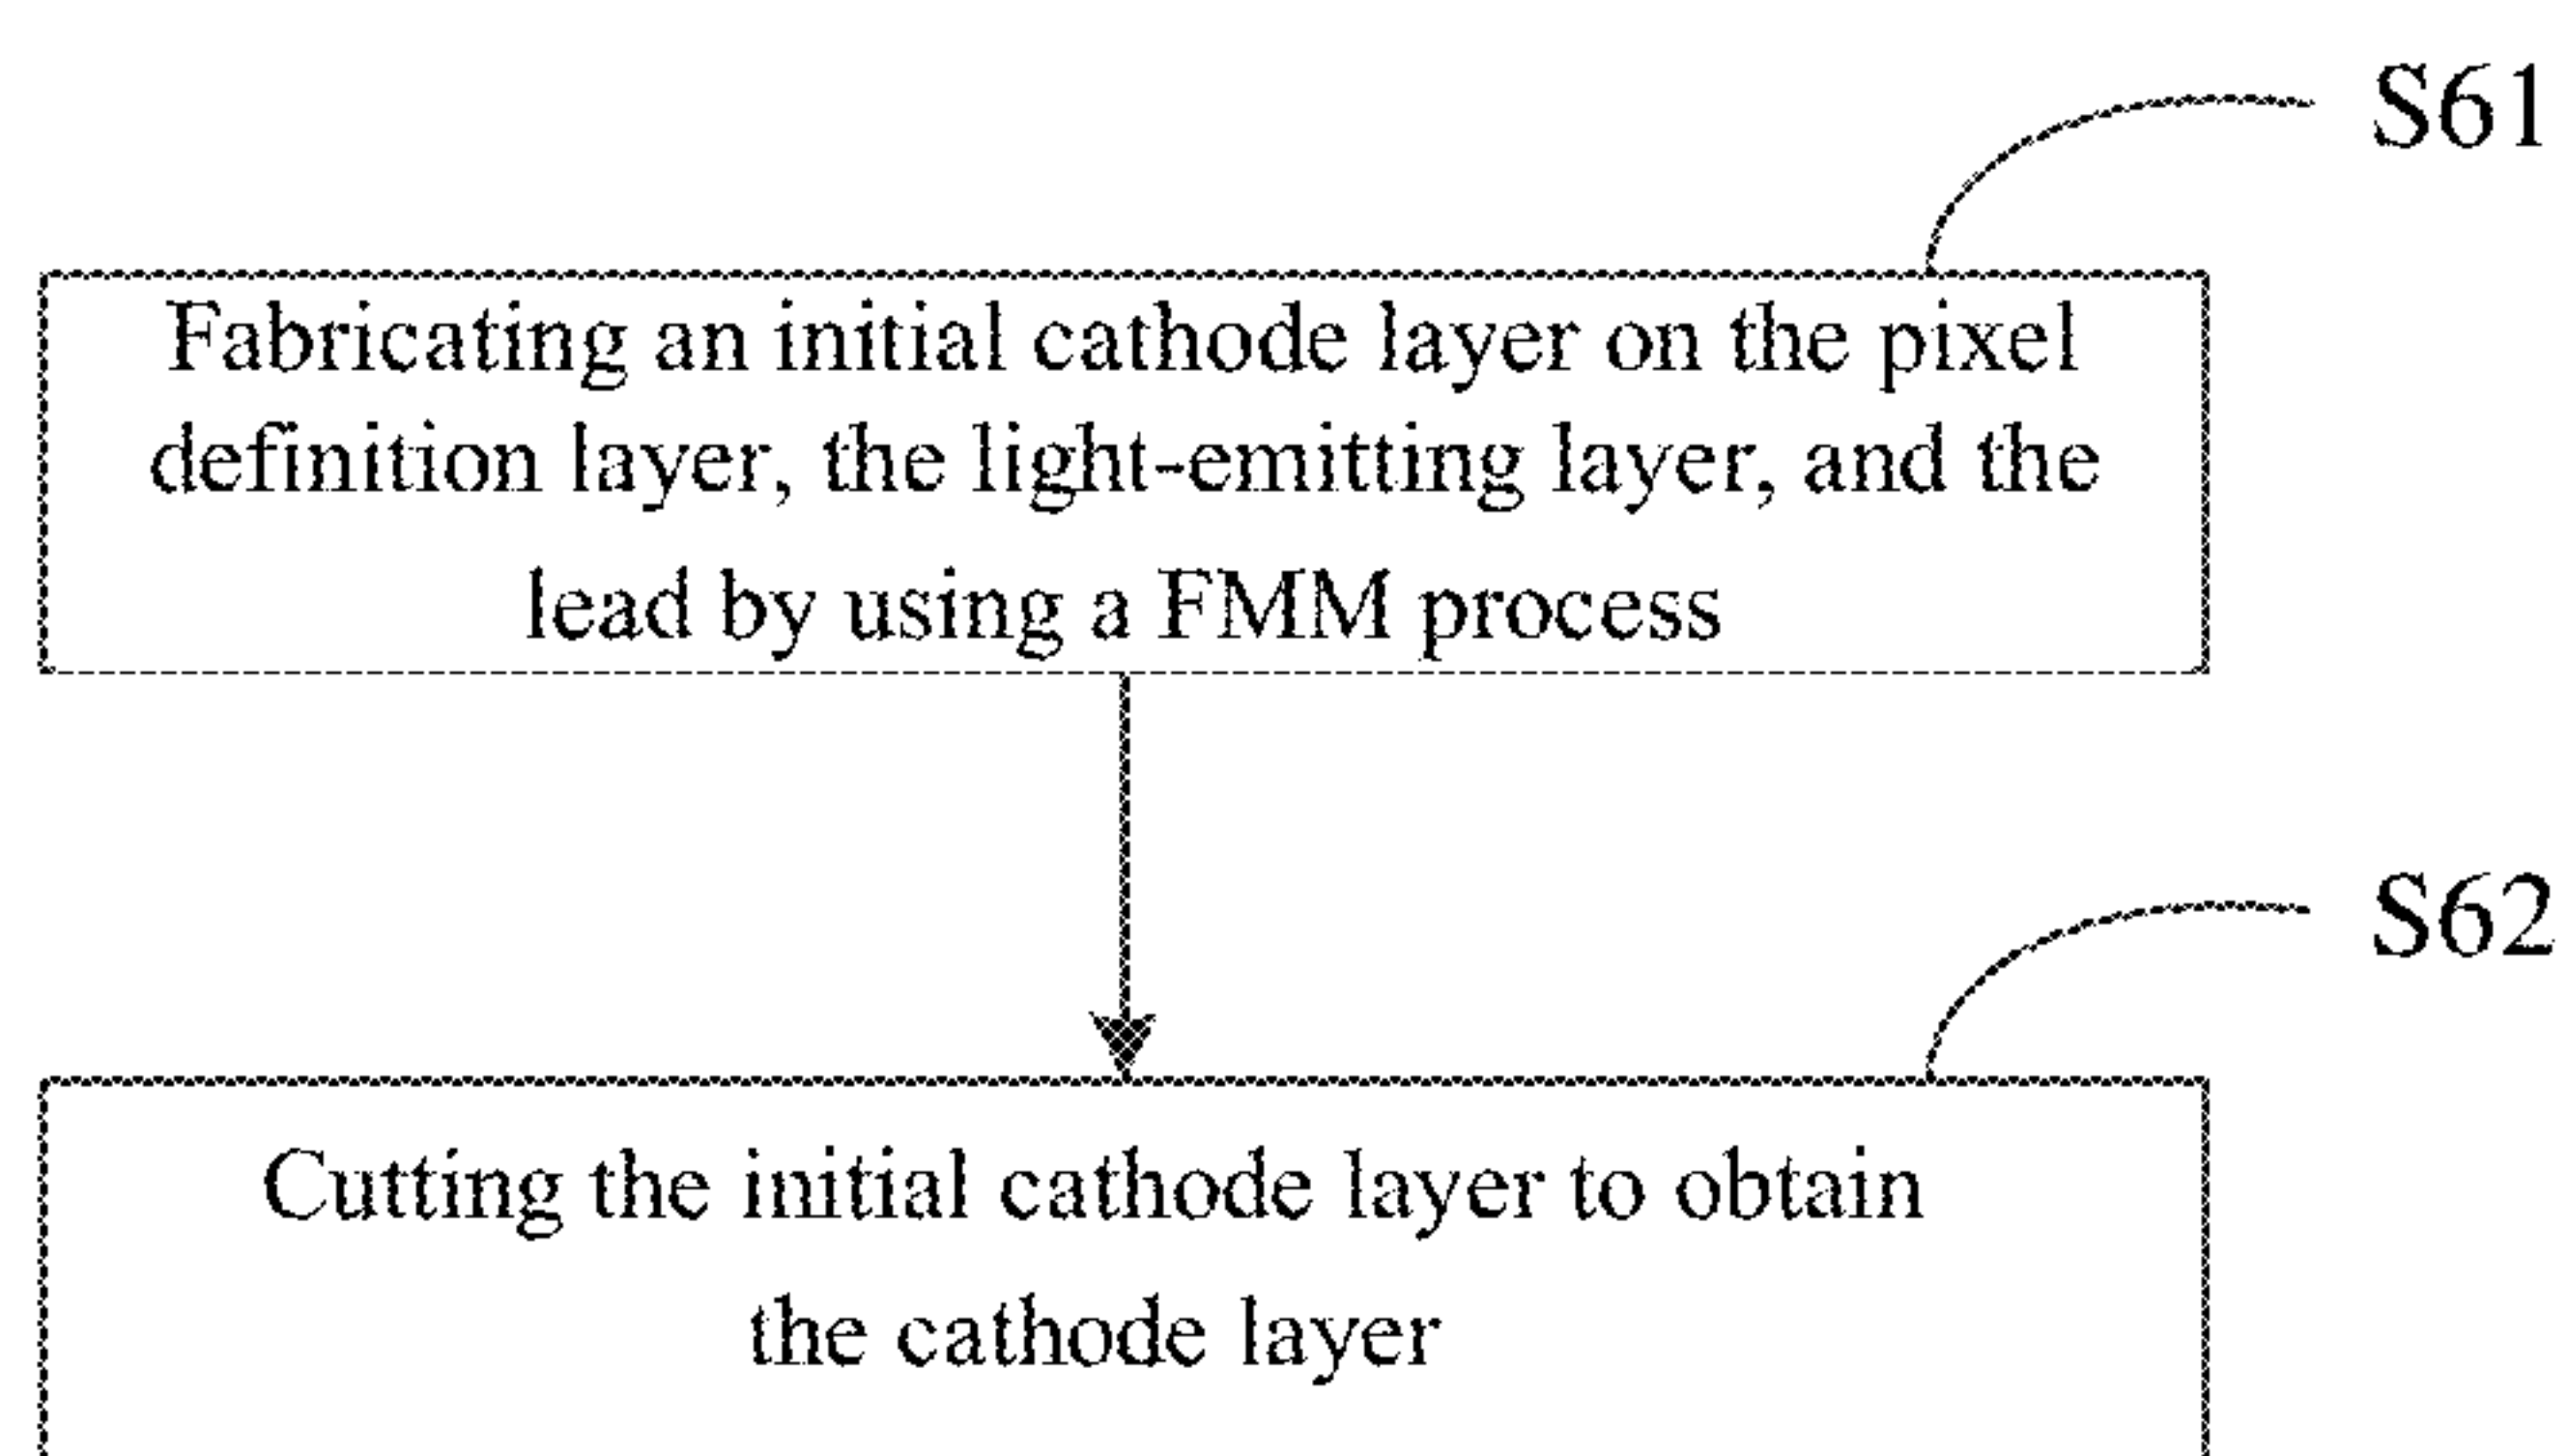 S61
Fabricating an initial cathode layer on the pixel
definition layer, the light-emitting layer, and the
lead by using a FMM process
S62
Cutting the initial cathode layer to obtain
the cathode layer